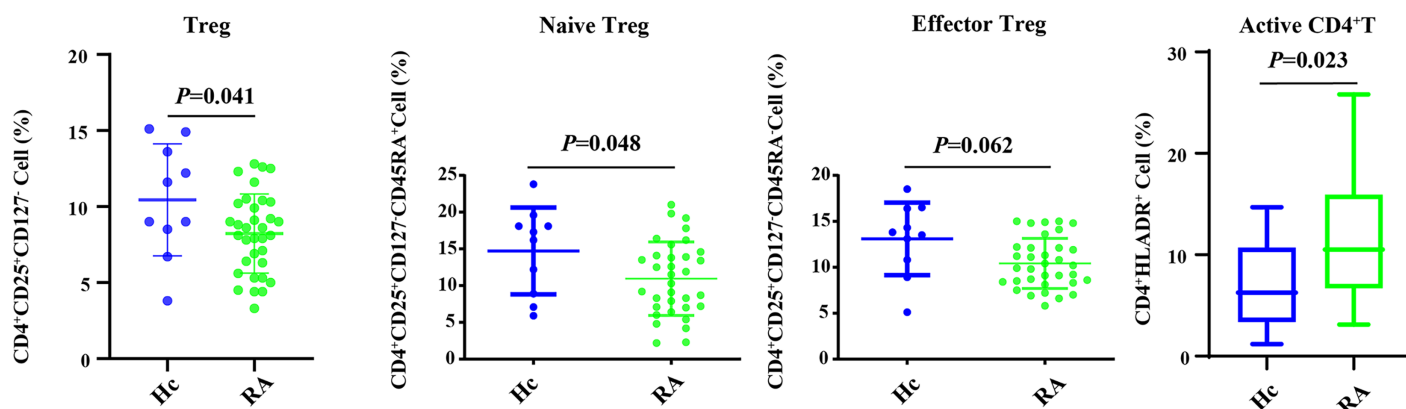 Treg
CD4+CD25+CD127- Cell (%)
20
15
10
5
0
P=0.041
Hc
RA
Naive Treg
CD4+CD25+CD127-CD45RA+Cell (%)
25
20
15
10
5
0
P=0.048
Hc
RA
Effector Treg
CD4+CD25+CD127-CD45RA-Cell (%)
20
15
10
5
0
P=0.062
Hc
RA
Active CD4+T
CD4+HLADR+ Cell (%)
30
20
10
0
P=0.023
Hc
RA